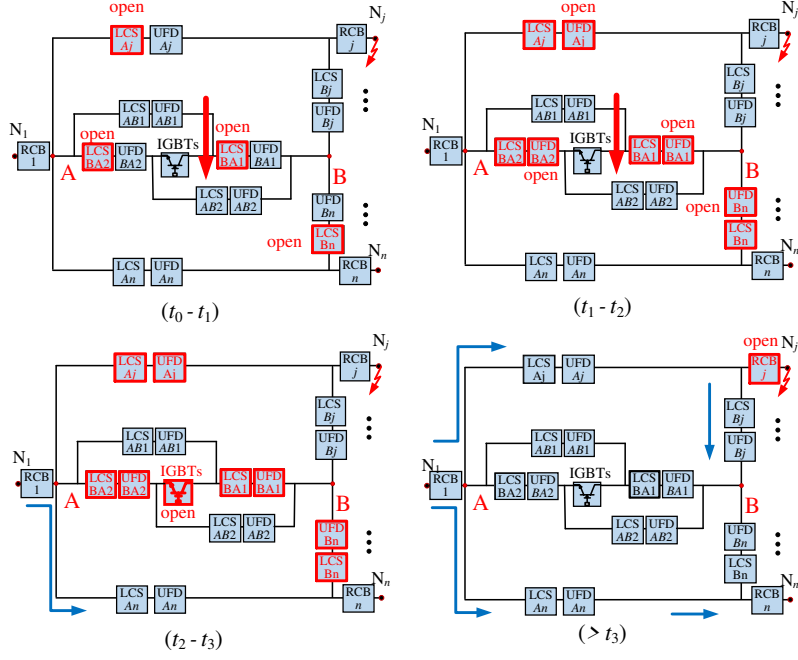 open
LCS
Aj
UFD
Aj
RCB
j
Nj
LCS
Bj
UFD
Bj
LCS
AB1
UFD
AB1
N1
RCB
1
A
open
LCS
BA2
UFD
BA2
IGBTs
open
LCS
BA1
UFD
BA1
B
LCS
AB2
UFD
AB2
UFD
Bn
open
LCS
Bn
LCS
An
UFD
An
RCB
n
Nn
(t0 - t1)
open
LCS
Aj
UFD
Aj
RCB
j
Nj
LCS
Bj
UFD
Bj
LCS
AB1
UFD
AB1
N1
RCB
1
A
LCS
BA2
UFD
BA2
open
IGBTs
open
LCS
BA1
UFD
BA1
B
LCS
AB2
UFD
AB2
open
UFD
Bn
LCS
Bn
LCS
An
UFD
An
RCB
n
Nn
(t1 - t2)
LCS
Aj
UFD
Aj
RCB
j
Nj
LCS
Bj
UFD
Bj
LCS
AB1
UFD
AB1
N1
RCB
1
A
LCS
BA2
UFD
BA2
IGBTs
open
LCS
BA1
UFD
BA1
B
LCS
AB2
UFD
AB2
UFD
Bn
LCS
Bn
LCS
An
UFD
An
RCB
n
Nn
(t2 - t3)
LCS
Aj
UFD
Aj
open
RCB
j
Nj
LCS
Bj
UFD
Bj
LCS
AB1
UFD
AB1
N1
RCB
1
A
LCS
BA2
UFD
BA2
IGBTs
LCS
BA1
UFD
BA1
B
LCS
AB2
UFD
AB2
UFD
Bn
LCS
Bn
LCS
An
UFD
An
RCB
n
Nn
(> t3)